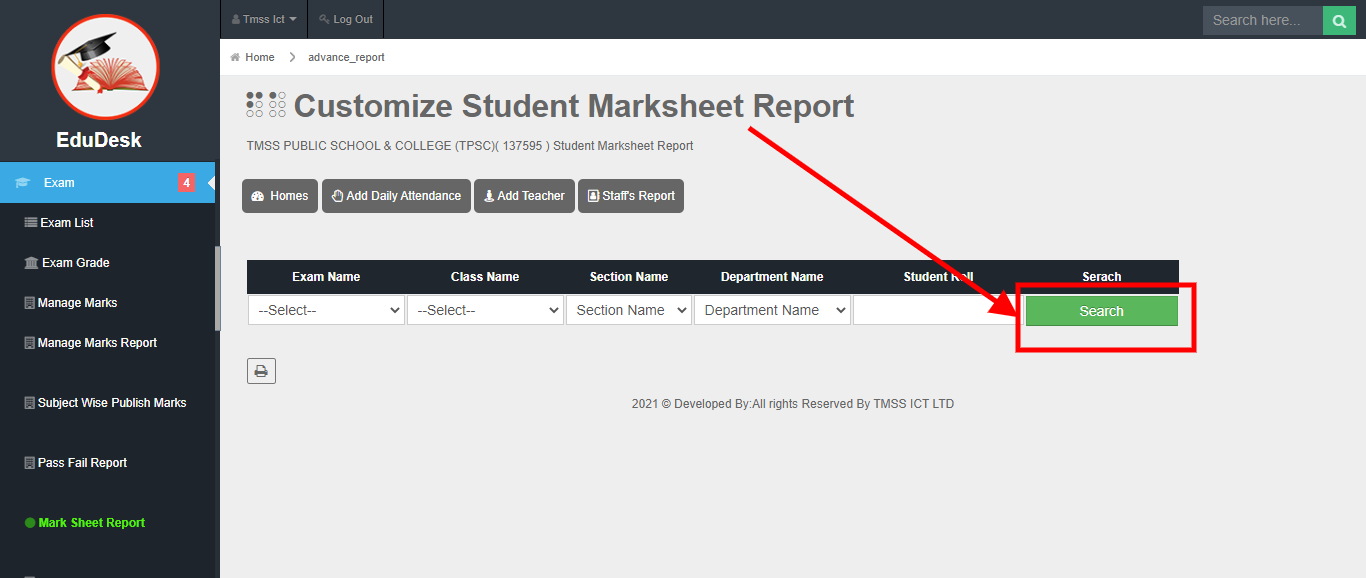 Tmss Ict
Log Out
Search here...
EduDesk
Home
advance_report
Customize Student Marksheet Report
TMSS PUBLIC SCHOOL & COLLEGE (TPSC)( 137595 ) Student Marksheet Report
Exam 4
Homes Add Daily Attendance Add Teacher Staff's Report
Exam List
Exam Grade
Manage Marks
Manage Marks Report
Subject Wise Publish Marks
Pass Fail Report
Mark Sheet Report
Exam Name Class Name Section Name Department Name Student Roll Serach
--Select-- --Select-- Section Name Department Name Search
2021 © Developed By:All rights Reserved By TMSS ICT LTD